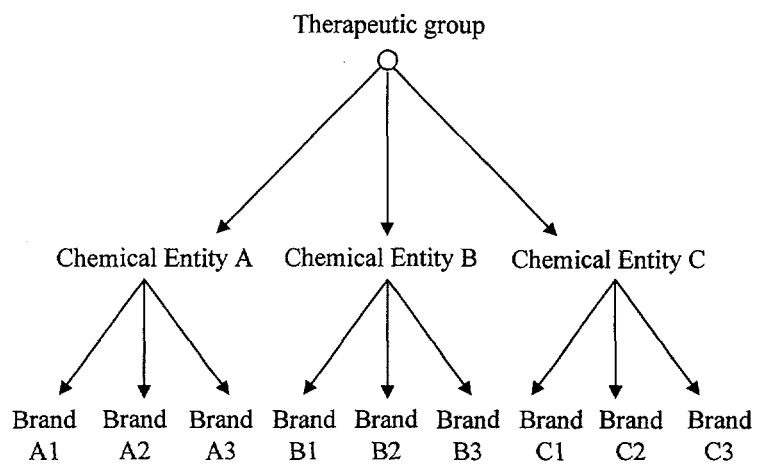 Therapeutic group
Chemical Entity A Chemical Entity B Chemical Entity C
Brand Brand Brand Brand Brand Brand Brand Brand Brand
A1 A2 A3 B1 B2 B3 C1 C2 C3